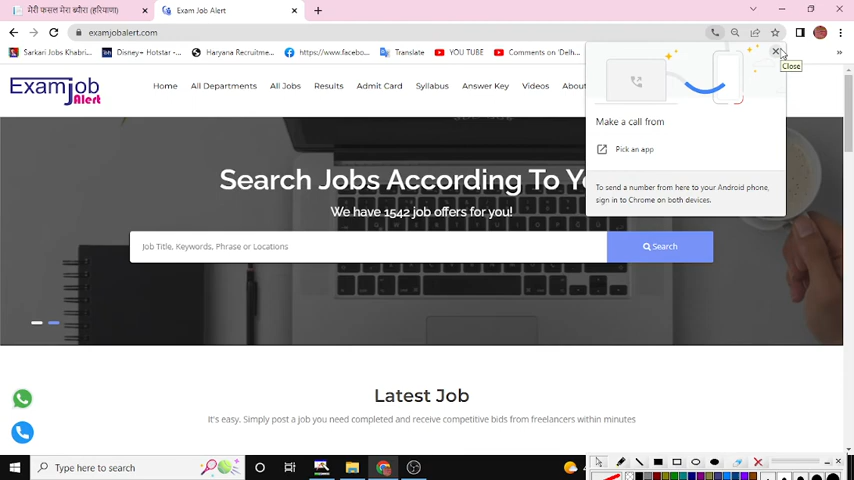 मेरी फसल मेरा ब्यौरा (हरियाणा)
Exam Job Alert
examjobalert.com
Sarkari Jobs Khabri...
Disney+ Hotstar -...
Haryana Recruitme...
https://www.facebo...
Translate
YOU TUBE
Comments on 'Delh...
Close
Examjob
Alert
Home
All Departments
All Jobs
Results
Admit Card
Syllabus
Answer Key
Videos
About
Make a call from
Pick an app
To send a number from here to your Android phone,
sign in to Chrome on both devices.
Search Jobs According To Yo
We have 1542 job offers for you!
Job Title, Keywords, Phrase or Locations
Search
Latest Job
It's easy. Simply post a job you need completed and receive competitive bids from freelancers within minutes
Type here to search